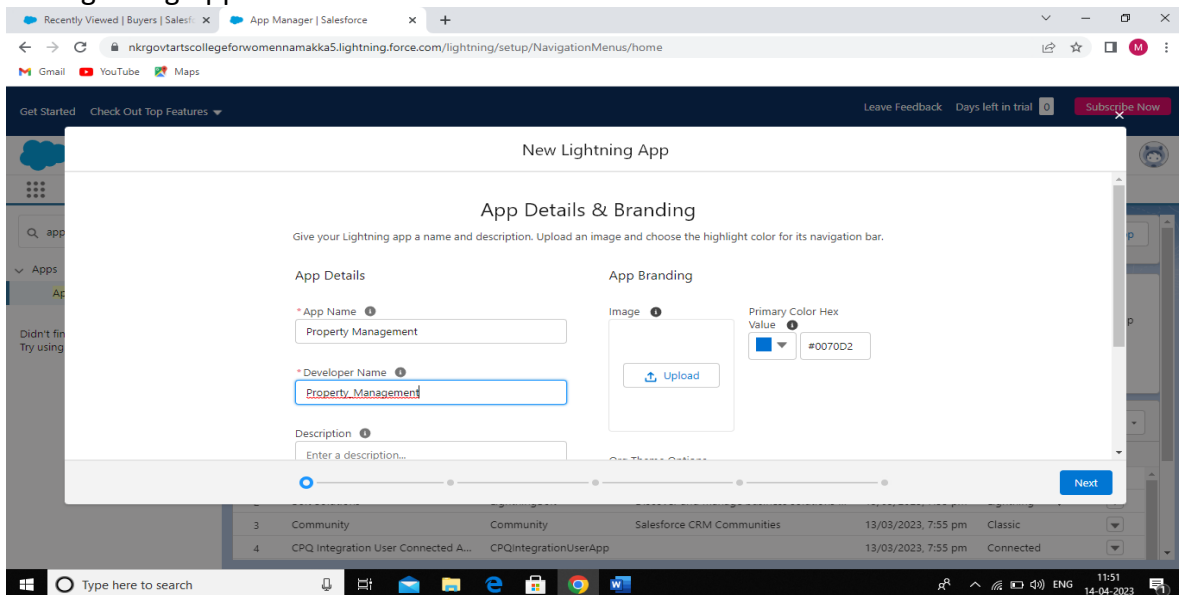 Recently Viewed | Buyers | Salesf
App Manager | Salesforce
nkrgovtartscollegeforwomennamakka5.lightning.force.com/lightning/setup/NavigationMenus/home
M
Gmail YouTube Maps
Get Started Check Out Top Features
Leave Feedback Days left in trial 0 Subscribe Now
New Lightning App
App Details & Branding
Give your Lightning app a name and description. Upload an image and choose the highlight color for its navigation bar.
app
Apps
Ap
Didn't fin
Try using
App Details
App Branding
* App Name
Property Management
* Developer Name
Property_Management
Description
Enter a description...
Image
Upload
Primary Color Hex
Value
#0070D2
Org Theme Options
Next
3 Community Community Salesforce CRM Communities 13/03/2023, 7:55 pm Classic
4 CPQ Integration User Connected A... CPQIntegrationUserApp 13/03/2023, 7:55 pm Connected
Type here to search
ENG
11:51
14-04-2023